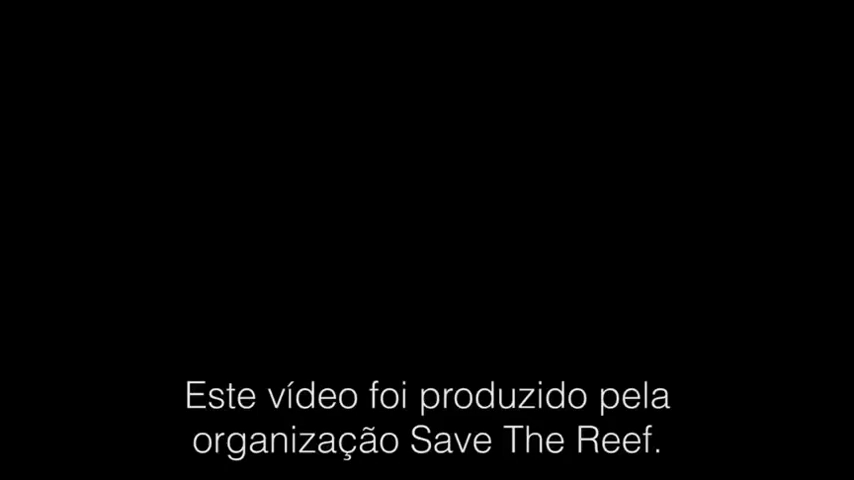 Este vídeo foi produzido pela
organização Save The Reef.